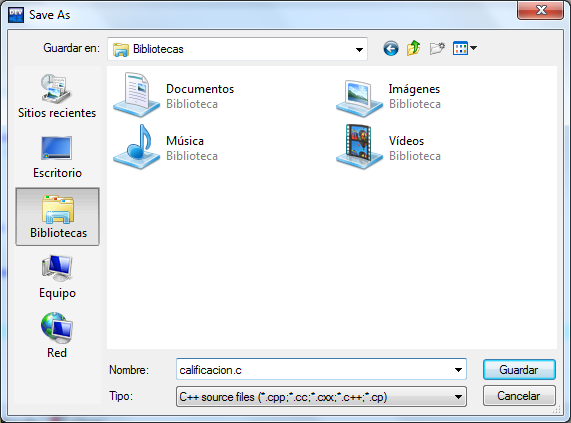 DEV
Save As
Guardar en: Bibliotecas
Sitios recientes
Escritorio
Bibliotecas
Equipo
Red
Documentos
Biblioteca
Imágenes
Biblioteca
Música
Biblioteca
Vídeos
Biblioteca
Nombre: calificacion.c Guardar
Tipo: C++ source files (*.cpp;*.cc;*.cxx;*.c++;*.cp) Cancelar